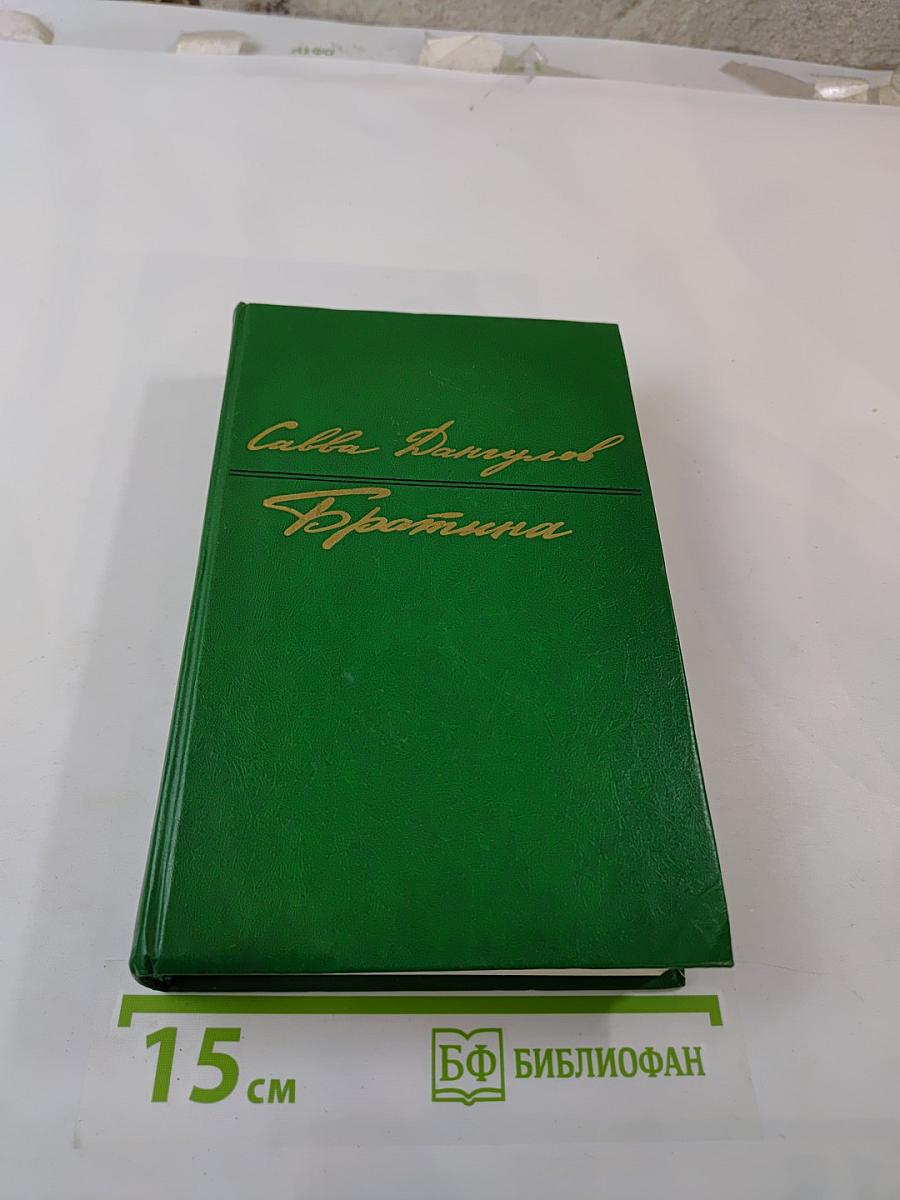 Савва Дангулов
Братина
15 см
БФ БИБЛИОФАН